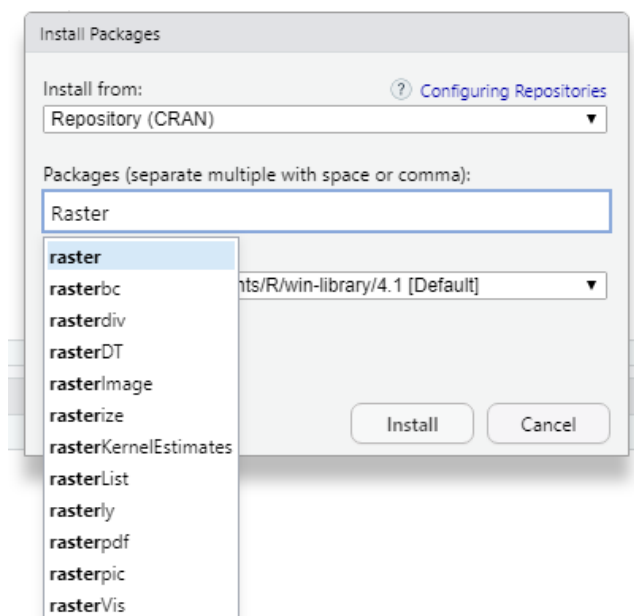 Install Packages
Install from:
? Configuring Repositories
Repository (CRAN)
Packages (separate multiple with space or comma):
Raster
raster
rasterbc
nts/R/win-library/4.1 [Default]
rasterdiv
rasterDT
rasterImage
rasterize
Install
Cancel
rasterKernelEstimates
rasterList
rasterly
rasterpdf
rasterpic
rasterVis